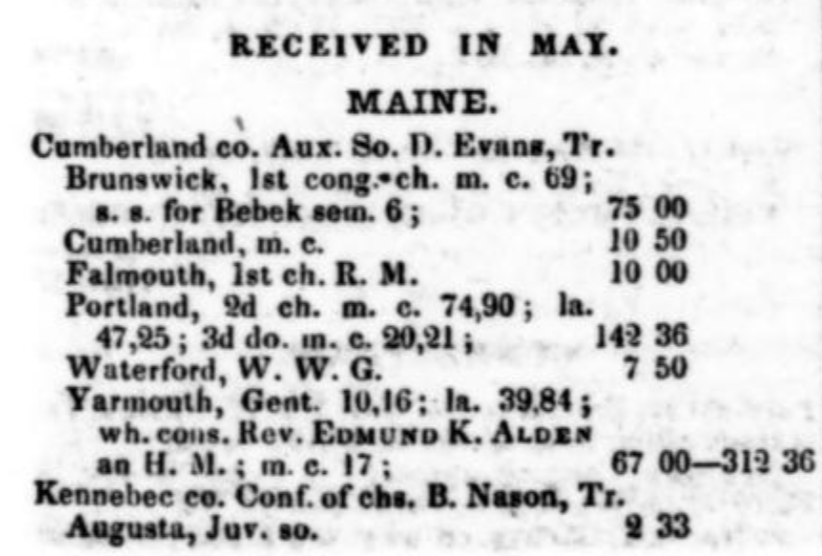 RECEIVED IN MAY.
MAINE.
Cumberland co. Aux. So. D. Evans, Tr.
Brunswick, 1st cong. ch. m. c. 69;
s. s. for Bebek sem. 6; 75 00
Cumberland, m. c. 10 50
Falmouth, 1st ch. R. M. 10 00
Portland, 2d ch. m. c. 74,90; la.
47,25; 3d do. m. c. 20,21; 142 36
Waterford, W. W. G. 7 50
Yarmouth, Gent. 10,16; la. 39,84;
wh. cons. Rev. EDMUND K. ALDEN
an H. M.; m. c. 17; 67 00—312 36
Kennebec co. Conf. of chs. B. Nason, Tr.
Augusta, Juv. so. 2 33